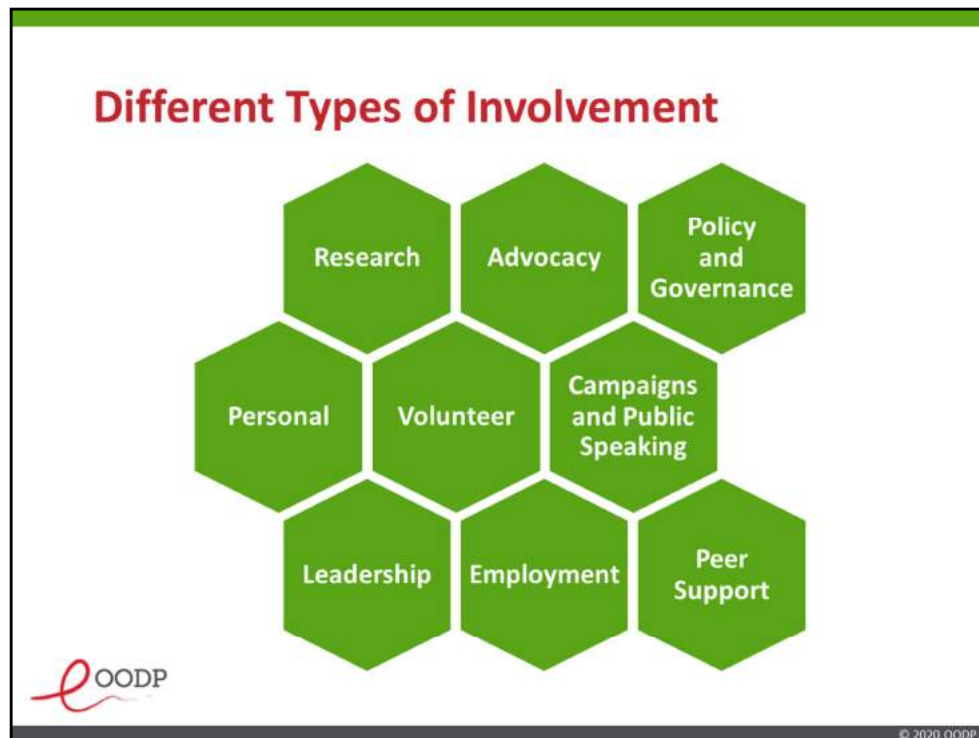 Different Types of Involvement
Research
Advocacy
Policy
and
Governance
Personal
Volunteer
Campaigns
and Public
Speaking
Leadership
Employment
Peer
Support
OODP
© 2020 OODP